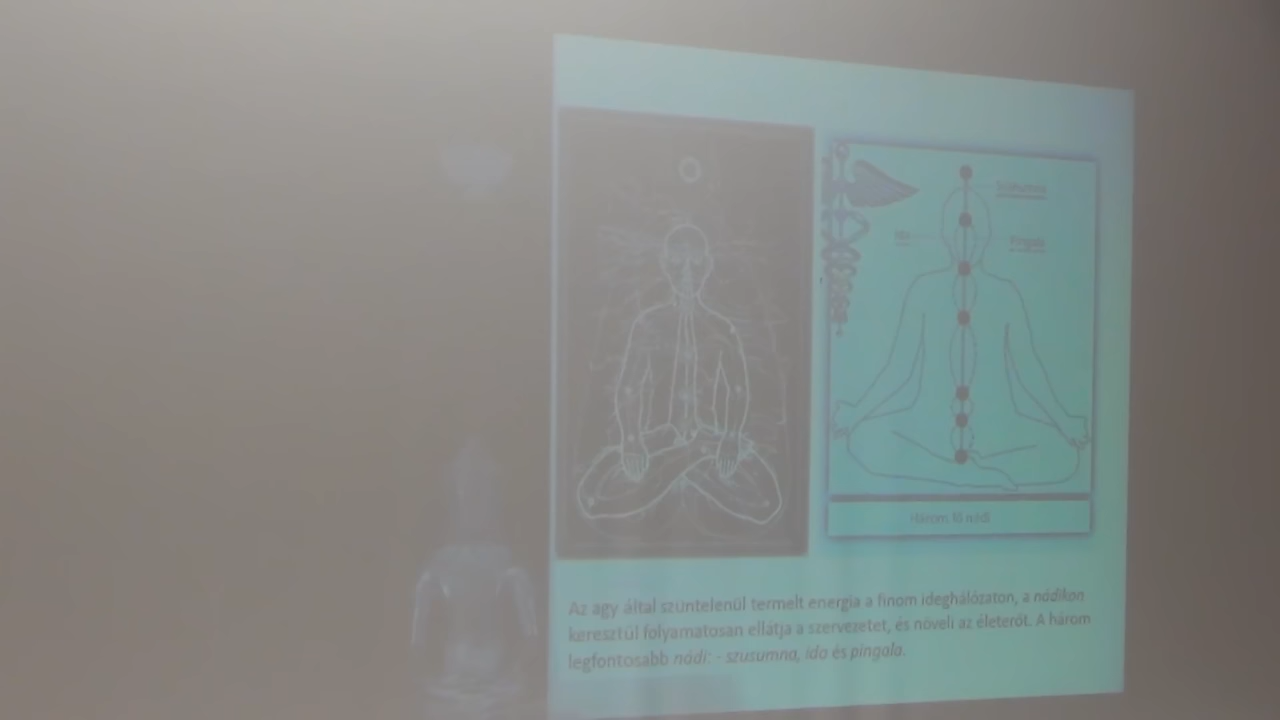 Pingala
Három fő nádi
Az agy által szüntelenül termelt energia a finom ideghálózaton, a nádikon
keresztül folyamatosan ellátja a szervezetet, és növeli az életerőt. A három
legfontosabb nádi: - szusumna, ida és pingala.